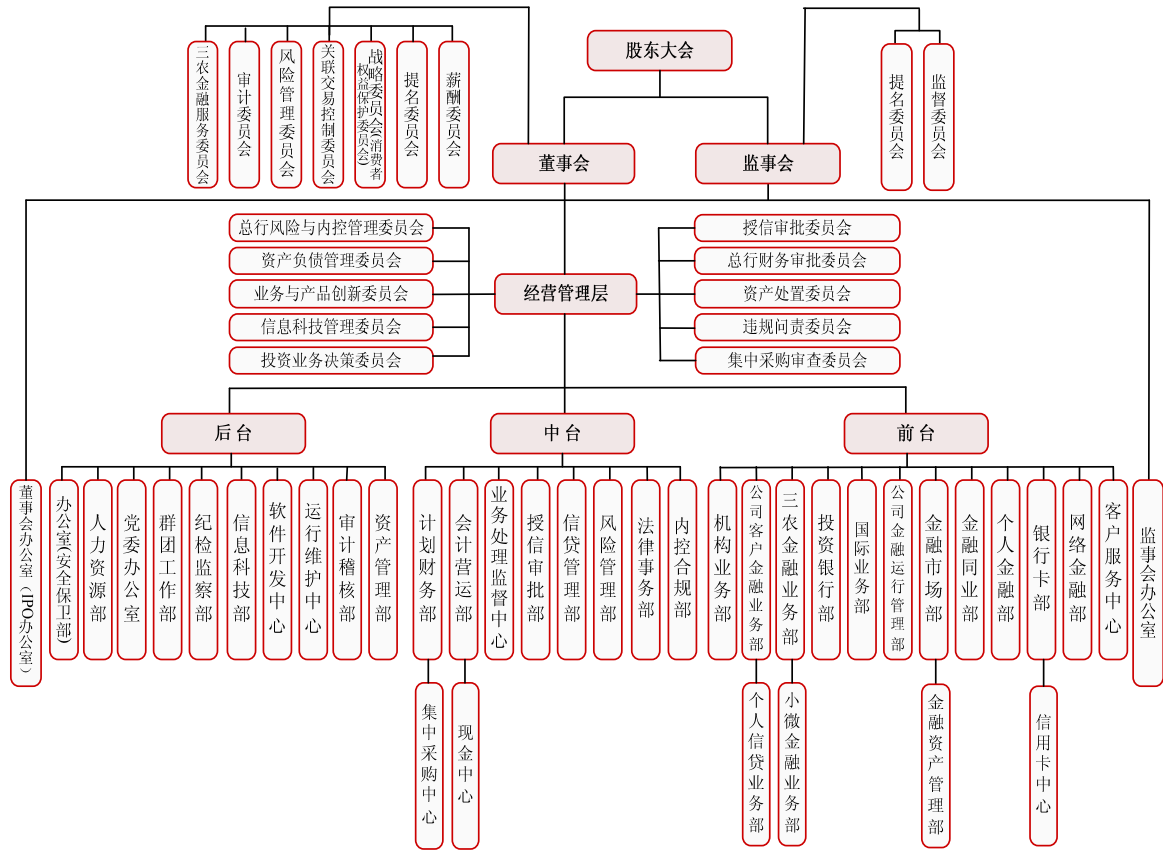 股东大会
三农金融服务委员会
审计委员会
风险管理委员会
关联交易控制委员会
战略委员会(消费者
权益保护委员会)
提名委员会
薪酬委员会
提名委员会
监督委员会
董事会
监事会
总行风险与内控管理委员会
资产负债管理委员会
业务与产品创新委员会
信息科技管理委员会
投资业务决策委员会
经营管理层
授信审批委员会
总行财务审批委员会
资产处置委员会
违规问责委员会
集中采购审查委员会
后台
中台
前台
董事会办公室（IPO办公室）
办公室(安全保卫部)
人力资源部
党委办公室
群团工作部
纪检监察部
信息科技部
软件开发中心
运行维护中心
审计稽核部
资产管理部
计划财务部
会计营运部
业务处理监督中心
授信审批部
信贷管理部
风险管理部
法律事务部
内控合规部
机构业务部
公司客户金融业务部
三农金融业务部
投资银行部
国际业务部
公司金融运行管理部
金融市场部
金融同业部
个人金融部
银行卡部
网络金融部
客户服务中心
监事会办公室
集中采购中心
现金中心
个人信贷业务部
小微金融业务部
金融资产管理部
信用卡中心